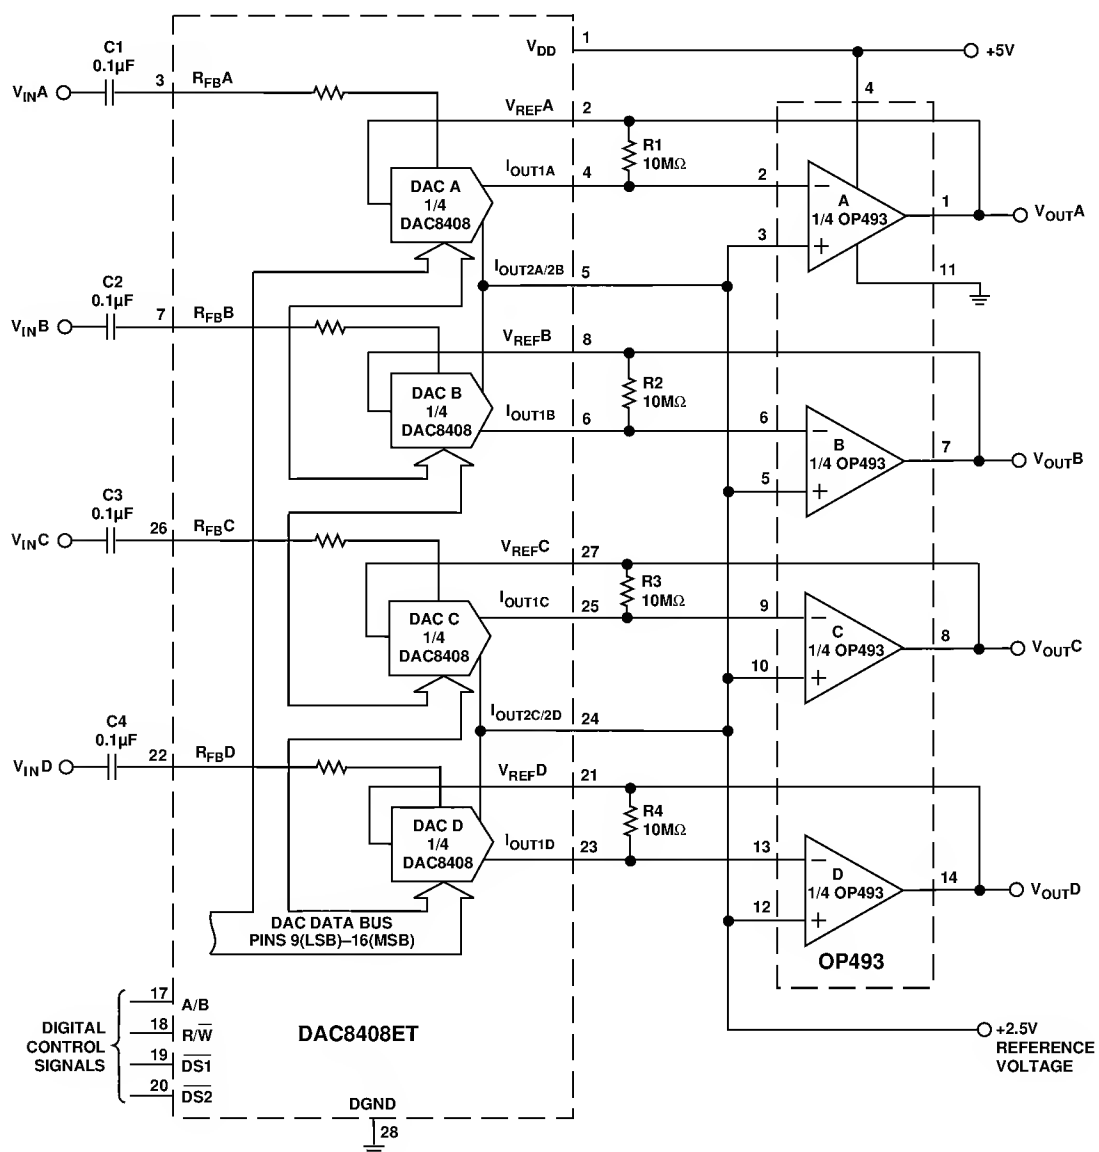 C1
0.1µF
VINA
3
RFBA
VDD
1
+5V
4
VREFA
2
R1
10MΩ
IOUT1A
4
DAC A
1/4
DAC8408
2
−
A
1/4 OP493
1
VOUTA
3
+
11
IOUT2A/2B
5
C2
0.1µF
VINB
7
RFBB
VREFB
8
R2
10MΩ
DAC B
1/4
DAC8408
IOUT1B
6
6
−
B
1/4 OP493
7
VOUTB
5
+
C3
0.1µF
VINC
26
RFBC
VREFC
27
R3
10MΩ
IOUT1C
25
DAC C
1/4
DAC8408
9
−
C
1/4 OP493
8
VOUTC
10
+
IOUT2C/2D
24
C4
0.1µF
VIND
22
RFBD
VREFD
21
R4
10MΩ
DAC D
1/4
DAC8408
IOUT1D
23
13
−
D
1/4 OP493
14
VOUTD
12
+
OP493
DAC DATA BUS
PINS 9(LSB)–16(MSB)
DIGITAL
CONTROL
SIGNALS
17
A/B
18
R/W̅
19
D̅S̅1̅
20
D̅S̅2̅
DAC8408ET
DGND
28
+2.5V
REFERENCE
VOLTAGE